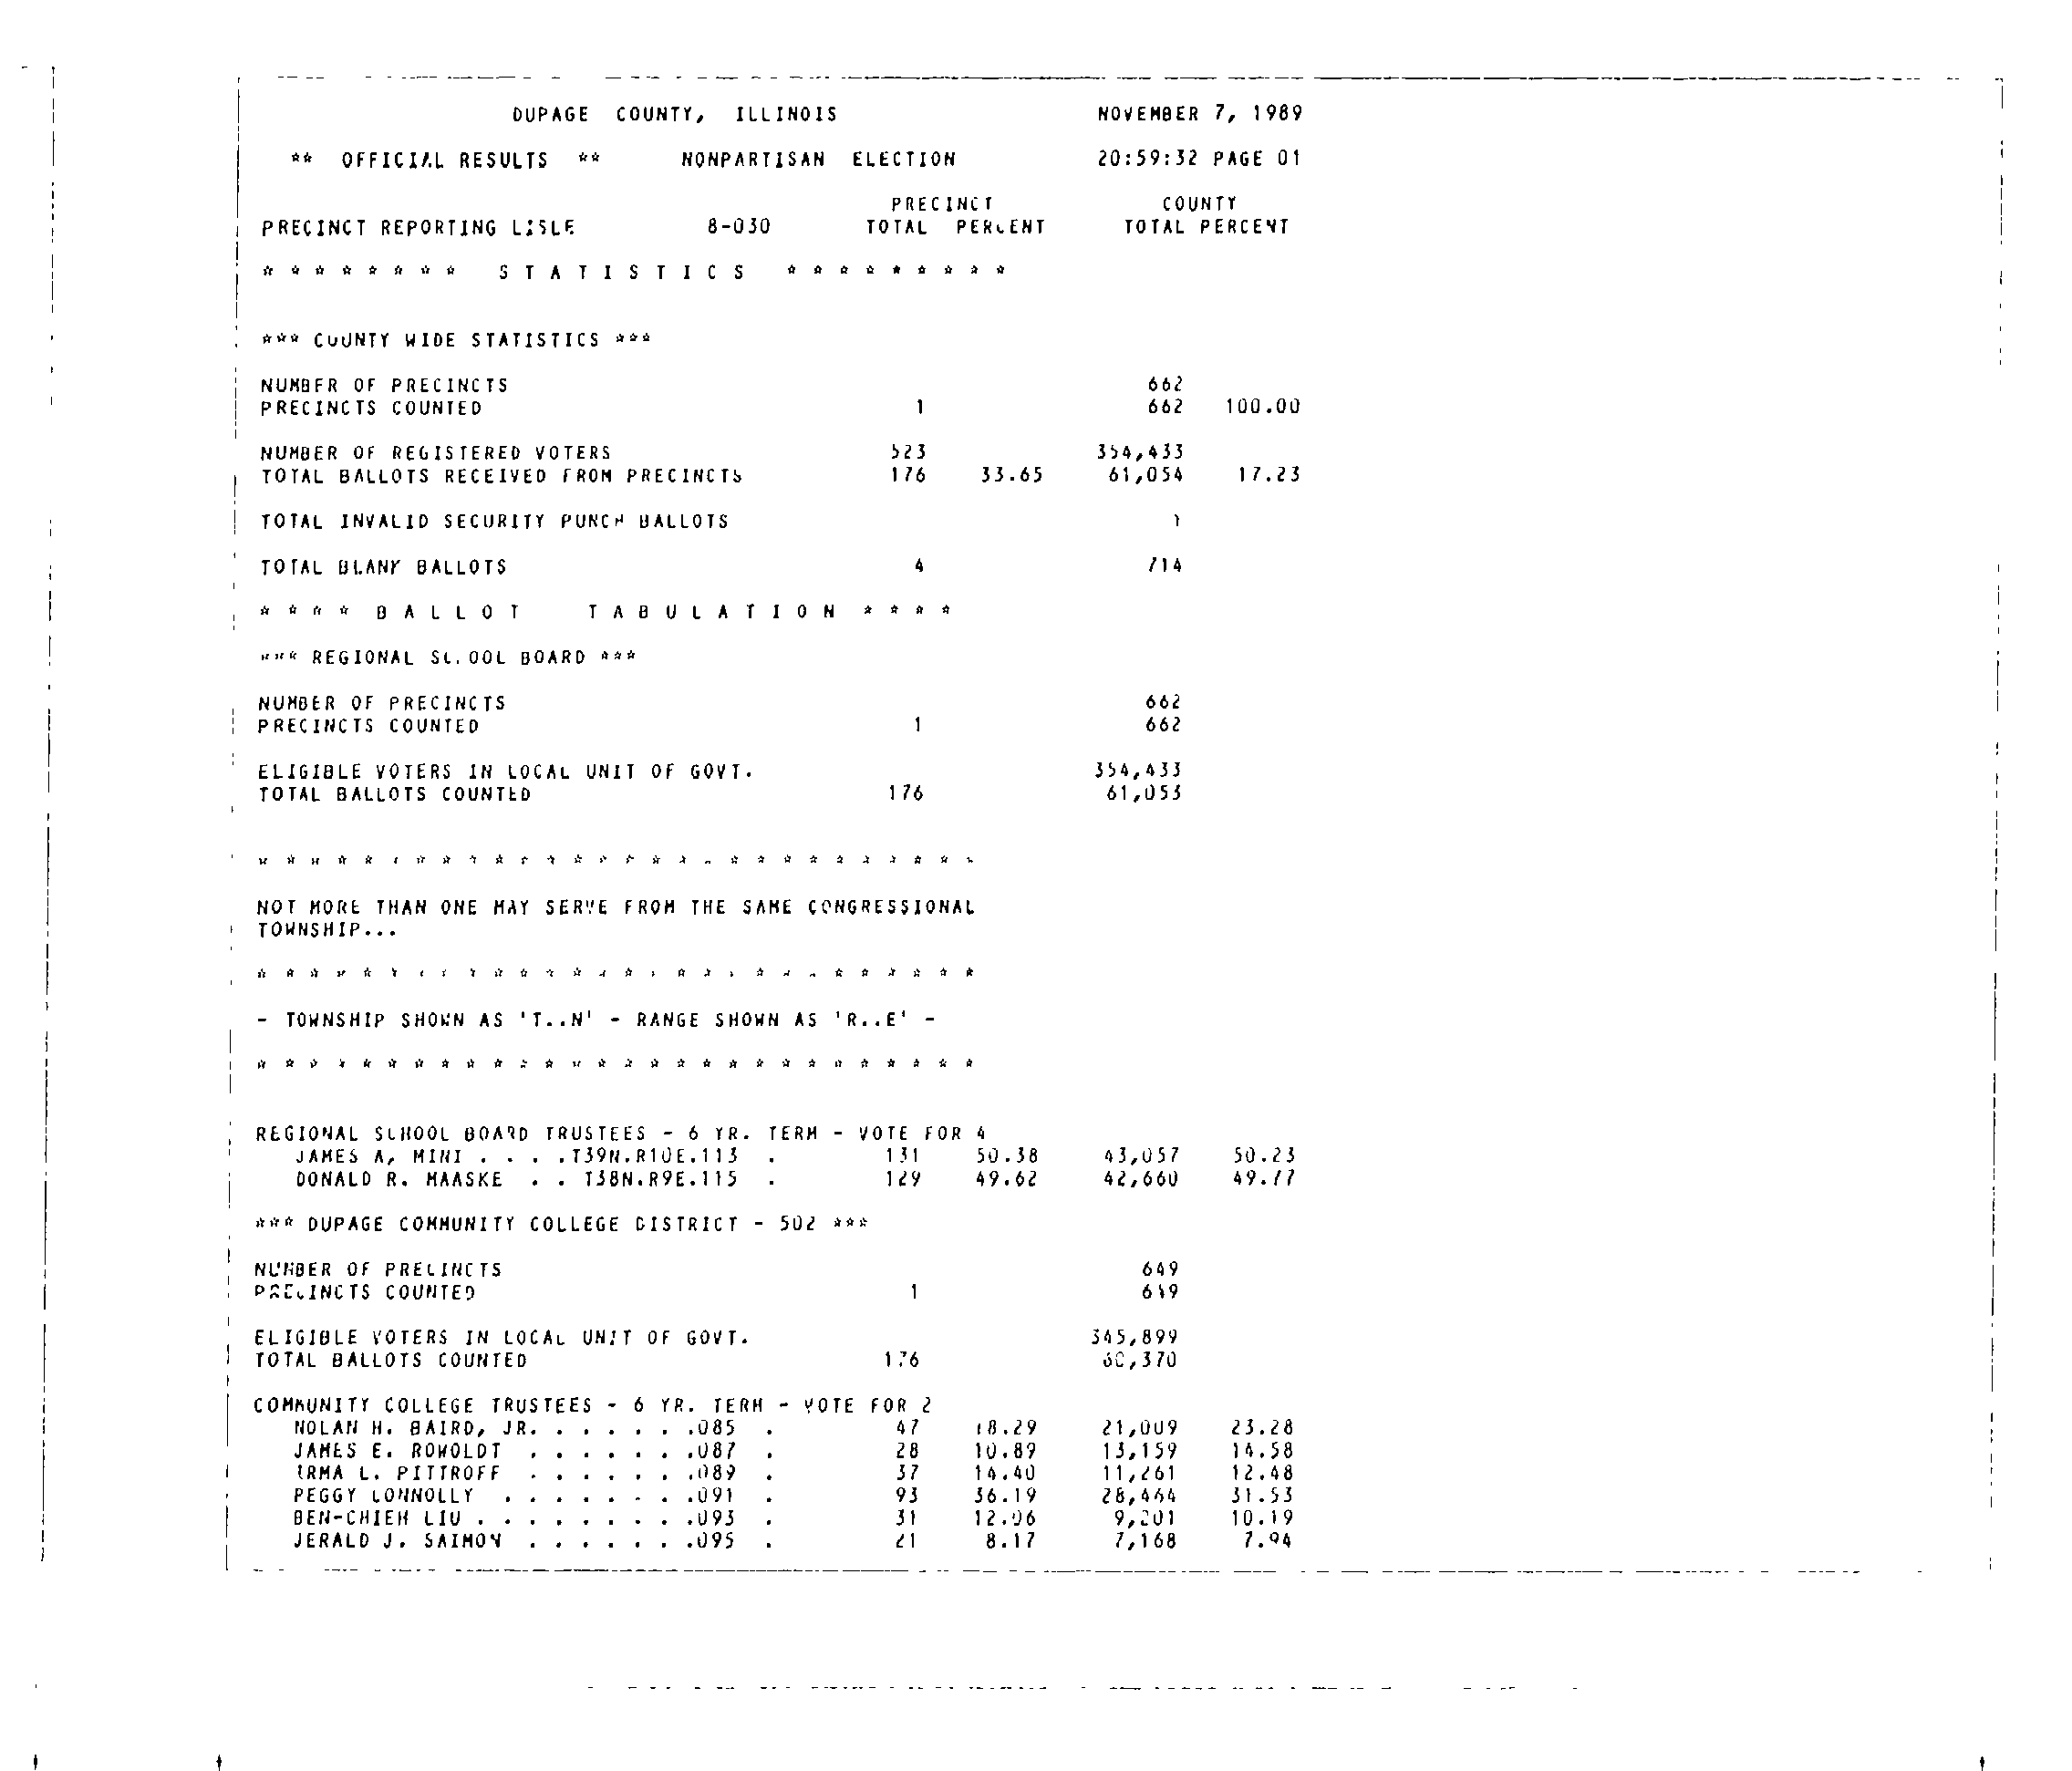 DUPAGE COUNTY, ILLINOIS NOVEMBER 7, 1989
** OFFICIAL RESULTS ** NONPARTISAN ELECTION 20:59:32 PAGE 01
PRECINCT COUNTY
PRECINCT REPORTING LISLE 8-030 TOTAL PERCENT TOTAL PERCENT
* * * * * * * * S T A T I S T I C S * * * * * * * * *
*** COUNTY WIDE STATISTICS ***
NUMBER OF PRECINCTS 662
PRECINCTS COUNTED 1 662 100.00
NUMBER OF REGISTERED VOTERS 523 354,433
TOTAL BALLOTS RECEIVED FROM PRECINCTS 176 33.65 61,054 17.23
TOTAL INVALID SECURITY PUNCH BALLOTS 1
TOTAL BLANK BALLOTS 4 714
* * * * B A L L O T T A B U L A T I O N * * * *
*** REGIONAL SCHOOL BOARD ***
NUMBER OF PRECINCTS 662
PRECINCTS COUNTED 1 662
ELIGIBLE VOTERS IN LOCAL UNIT OF GOVT. 354,433
TOTAL BALLOTS COUNTED 176 61,053
* * * * * * * * * * * * * * * * * * * * * * * * * * * *
NOT MORE THAN ONE MAY SERVE FROM THE SAME CONGRESSIONAL
TOWNSHIP...
* * * * * * * * * * * * * * * * * * * * * * * * * * * *
- TOWNSHIP SHOWN AS 'T..N' - RANGE SHOWN AS 'R..E' -
* * * * * * * * * * * * * * * * * * * * * * * * * * * *
REGIONAL SCHOOL BOARD TRUSTEES - 6 YR. TERM - VOTE FOR 4
JAMES A. MINI . . . .T39N.R10E.113 . 131 50.38 43,057 50.23
DONALD R. MAASKE . . T38N.R9E.115 . 129 49.62 42,660 49.77
*** DUPAGE COMMUNITY COLLEGE DISTRICT - 502 ***
NUMBER OF PRECINCTS 649
PRECINCTS COUNTED 1 649
ELIGIBLE VOTERS IN LOCAL UNIT OF GOVT. 345,899
TOTAL BALLOTS COUNTED 176 60,370
COMMUNITY COLLEGE TRUSTEES - 6 YR. TERM - VOTE FOR 2
NOLAN H. BAIRD, JR. . . . . . .085 . 47 18.29 21,009 23.28
JAMES E. ROWOLDT . . . . . . .087 . 28 10.89 13,159 14.58
IRMA L. PITTROFF . . . . . . .089 . 37 14.40 11,261 12.48
PEGGY CONNOLLY . . . . . . . .091 . 93 36.19 28,464 31.53
BEN-CHIEH LIU . . . . . . . . .093 . 31 12.06 9,201 10.19
JERALD J. SAIMON . . . . . . .095 . 21 8.17 7,168 7.94